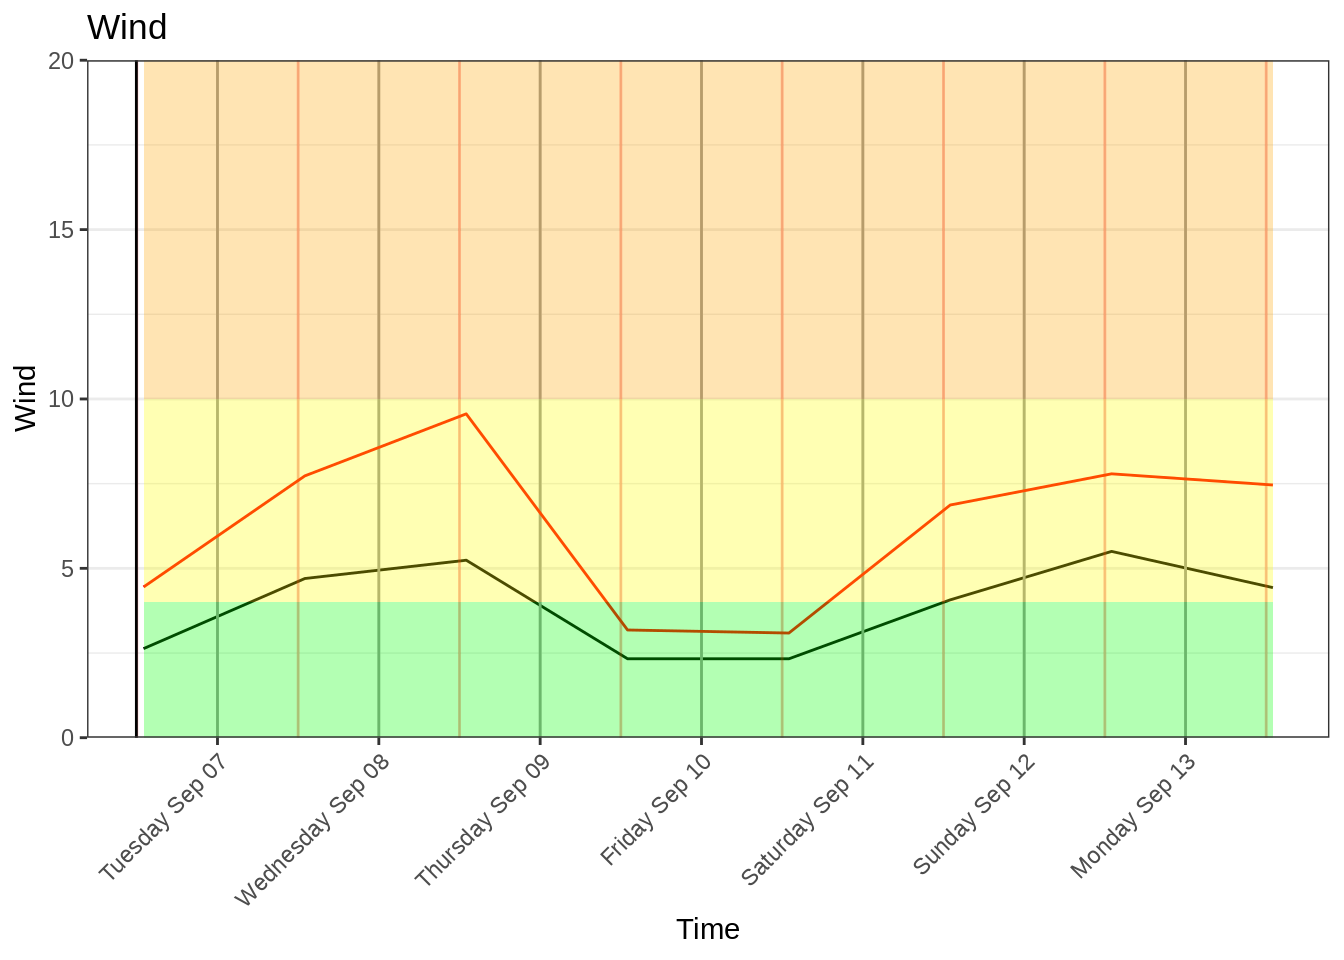 Wind
20
15
10
5
0
Wind
Tuesday Sep 07
Wednesday Sep 08
Thursday Sep 09
Friday Sep 10
Saturday Sep 11
Sunday Sep 12
Monday Sep 13
Time